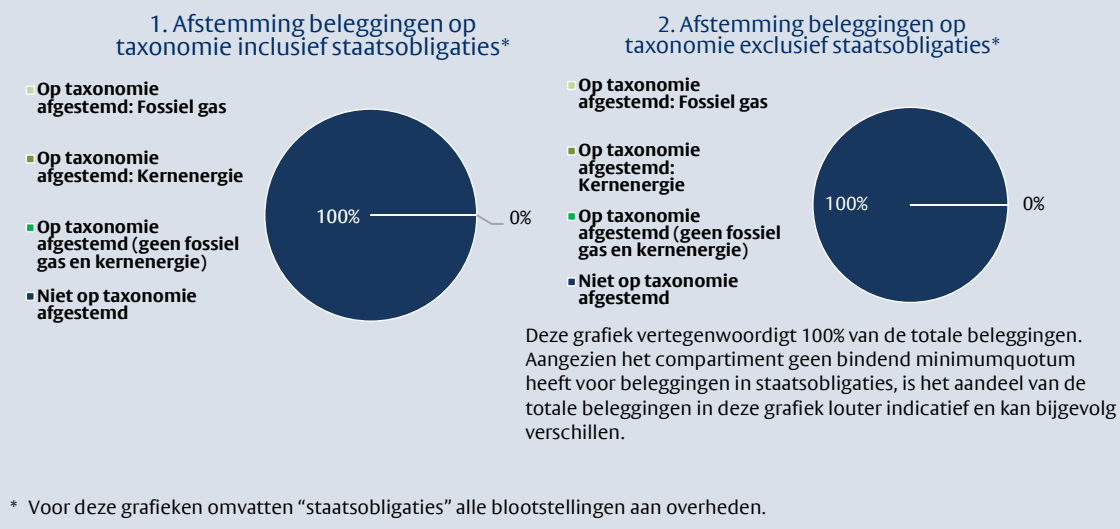 1. Afstemming beleggingen op
taxonomie inclusief staatsobligaties*
Op taxonomie
afgestemd: Fossiel gas
Op taxonomie
afgestemd: Kernenergie
Op taxonomie
afgestemd (geen fossiel
gas en kernenergie)
Niet op taxonomie
afgestemd
100%
0%
2. Afstemming beleggingen op
taxonomie exclusief staatsobligaties*
Op taxonomie
afgestemd: Fossiel gas
Op taxonomie
afgestemd:
Kernenergie
Op taxonomie
afgestemd (geen fossiel
gas en kernenergie)
Niet op taxonomie
afgestemd
100%
0%
Deze grafiek vertegenwoordigt 100% van de totale beleggingen.
Aangezien het compartiment geen bindend minimumquotum
heeft voor beleggingen in staatsobligaties, is het aandeel van de
totale beleggingen in deze grafiek louter indicatief en kan bijgevolg
verschillen.
* Voor deze grafieken omvatten “staatsobligaties” alle blootstellingen aan overheden.